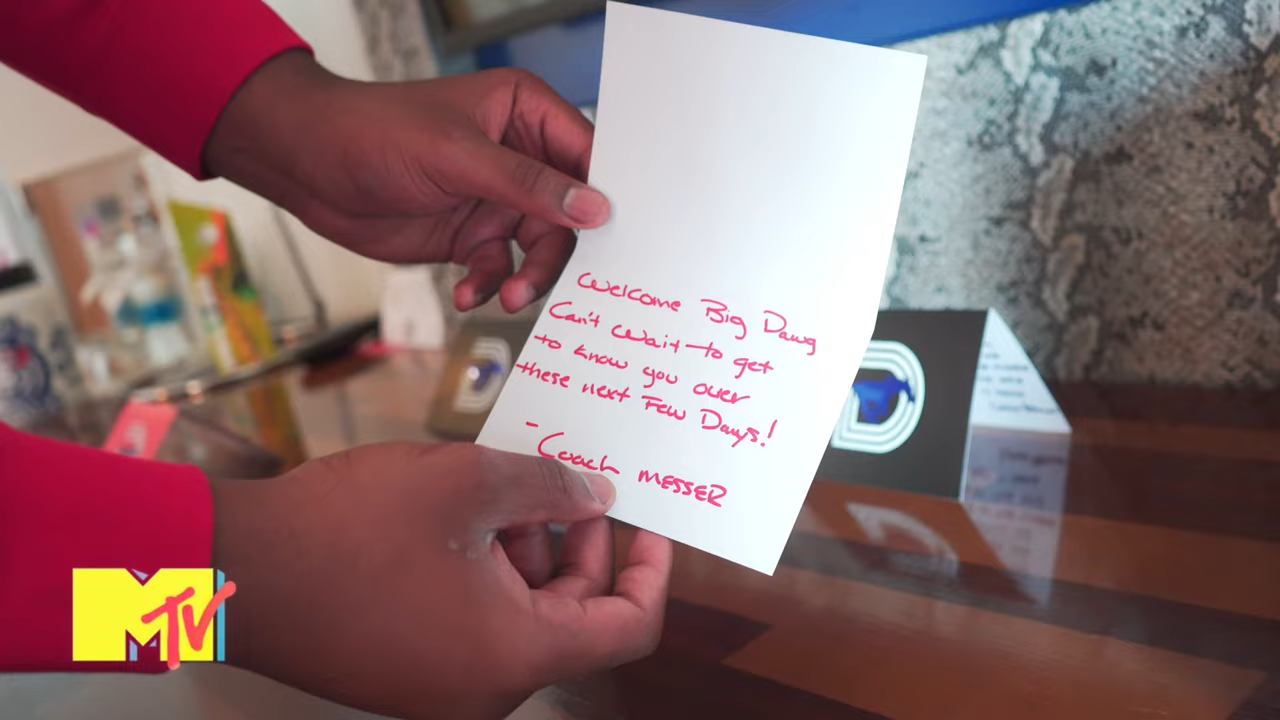 Welcome Big Dawg
Can't wait to get
to know you over
these next Few Days!
- Coach MESSER
D
MTV